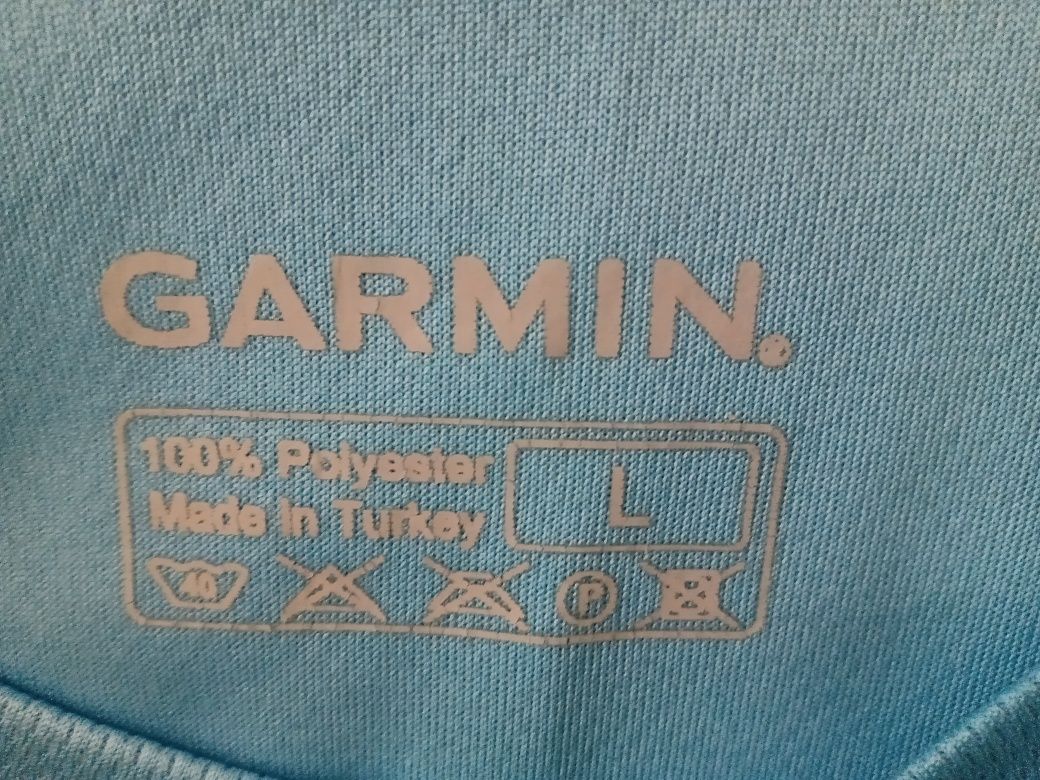 GARMIN®
100% Polyester
Made in Turkey
L
40
P